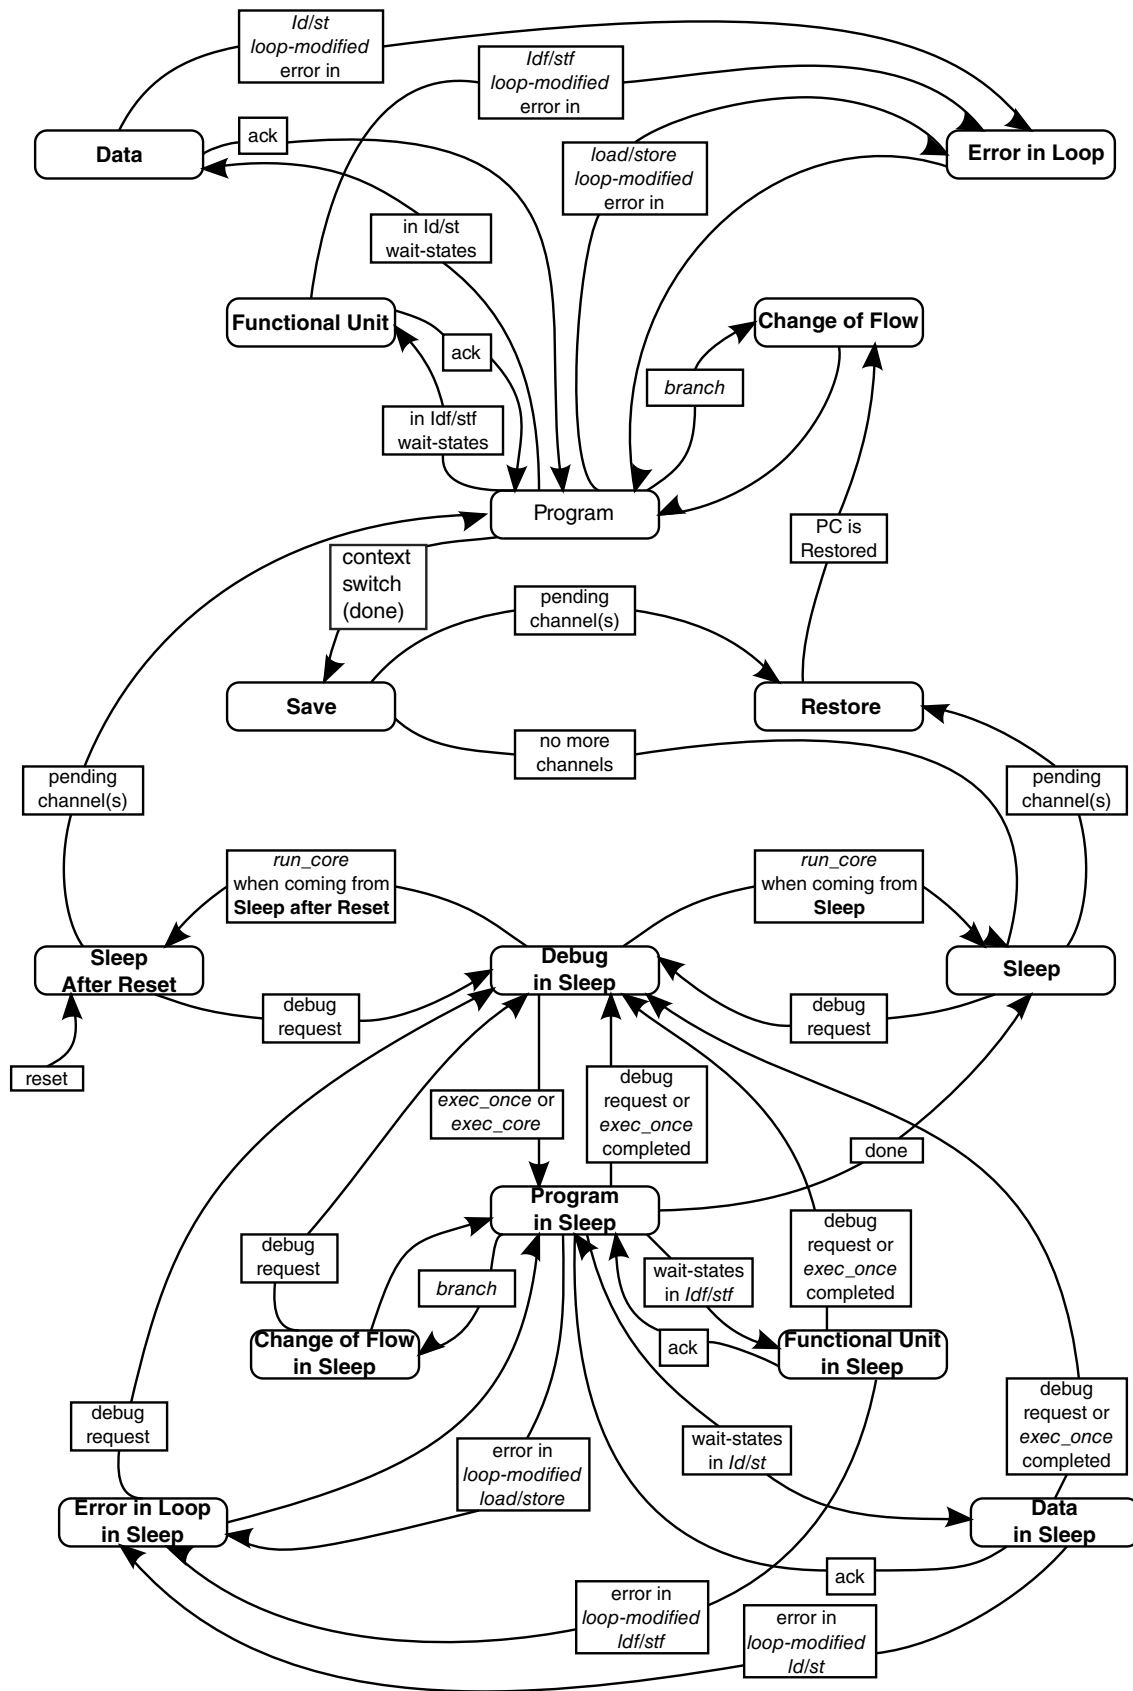 ld/st
loop-modified
error in
ldf/stf
loop-modified
error in
ack
Data
load/store
loop-modified
error in
Error in Loop
in ld/st
wait-states
Functional Unit
Change of Flow
ack
branch
in ldf/stf
wait-states
Program
PC is
Restored
context
switch
(done)
pending
channel(s)
Save
Restore
no more
channels
pending
channel(s)
pending
channel(s)
run_core
when coming from
Sleep after Reset
run_core
when coming from
Sleep
Sleep
After Reset
Debug
in Sleep
Sleep
debug
request
debug
request
reset
exec_once or
exec_core
debug
request or
exec_once
completed
done
Program
in Sleep
debug
request
branch
wait-states
in ldf/stf
debug
request or
exec_once
completed
Change of Flow
in Sleep
ack
Functional Unit
in Sleep
debug
request
error in
loop-modified
load/store
wait-states
in ld/st
debug
request or
exec_once
completed
Error in Loop
in Sleep
Data
in Sleep
ack
error in
loop-modified
ldf/stf
error in
loop-modified
ld/st